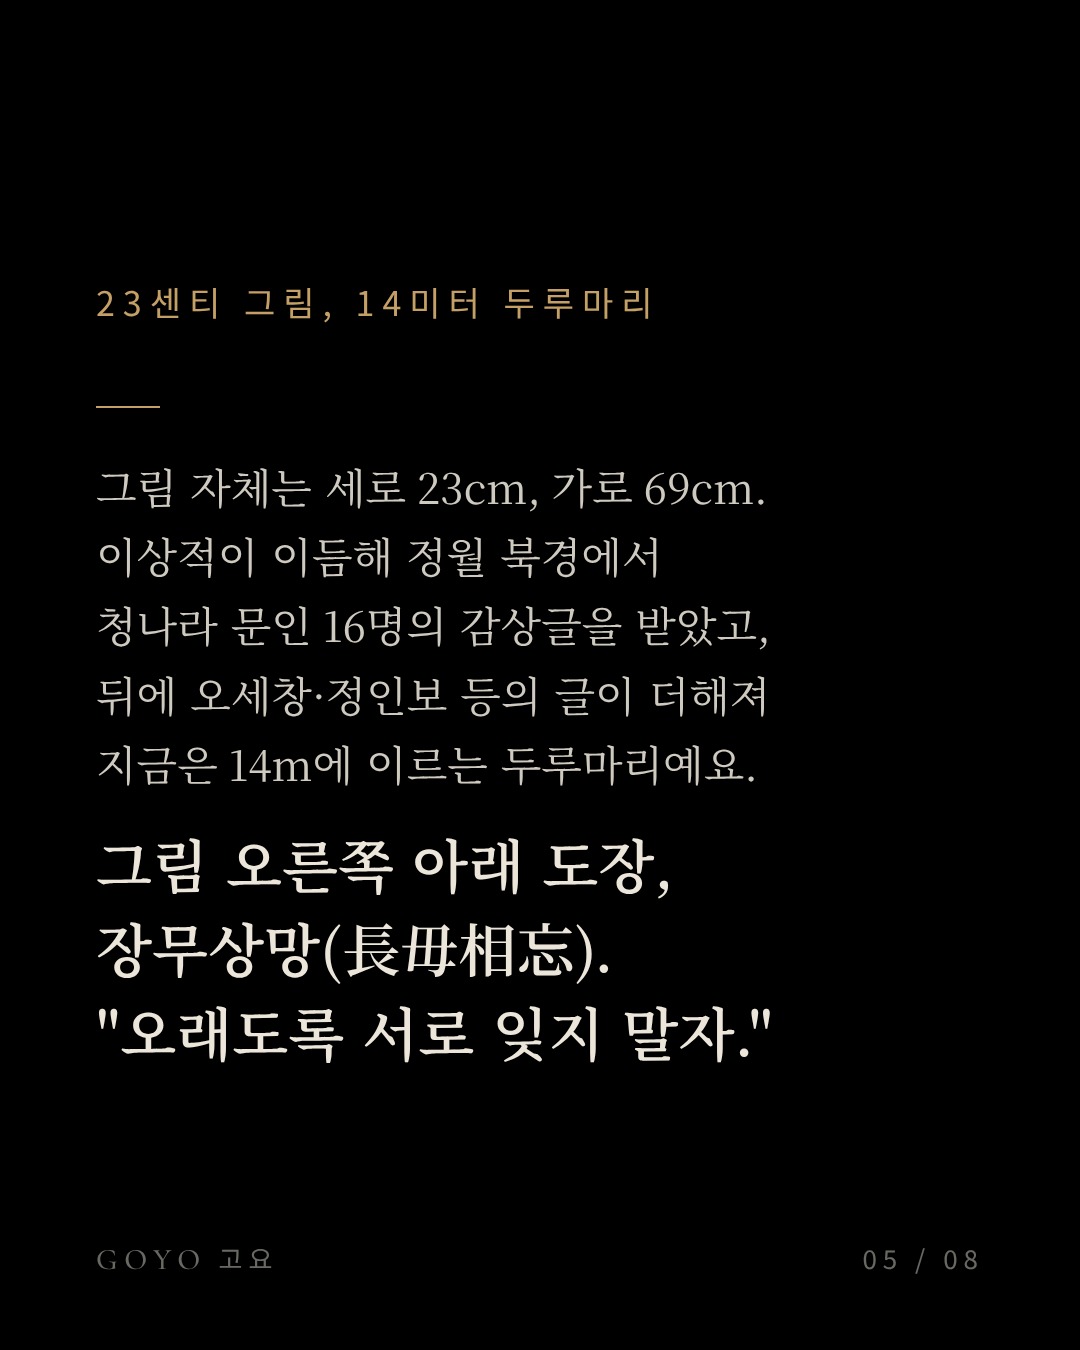 23센티 그림, 14미터 두루마리
그림 자체는 세로 23cm, 가로 69cm.
이상적이 이듬해 정월 북경에서
청나라 문인 16명의 감상글을 받았고,
뒤에 오세창·정인보 등의 글이 더해져
지금은 14m에 이르는 두루마리예요.
그림 오른쪽 아래 도장,
장무상망(長毋相忘).
"오래도록 서로 잊지 말자."
GOYO 고요
05 / 08